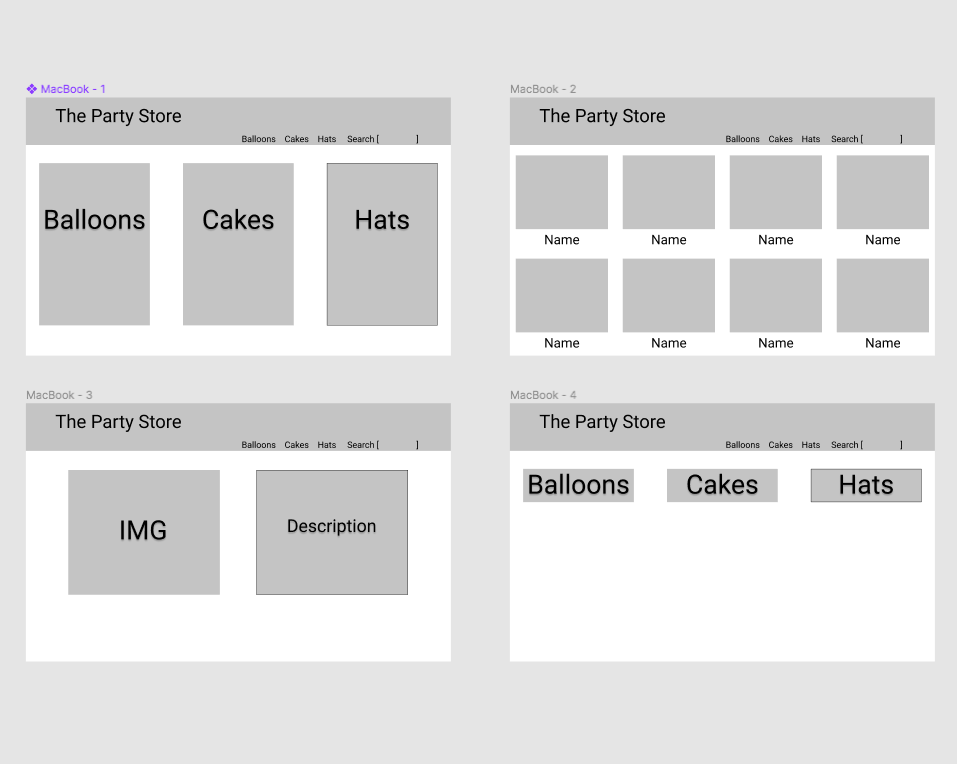 MacBook - 1
The Party Store
Balloons Cakes Hats Search [ ]
Balloons Cakes Hats
MacBook - 2
The Party Store
Balloons Cakes Hats Search [ ]
Name Name Name Name
Name Name Name Name
MacBook - 3
The Party Store
Balloons Cakes Hats Search [ ]
IMG Description
MacBook - 4
The Party Store
Balloons Cakes Hats Search [ ]
Balloons Cakes Hats